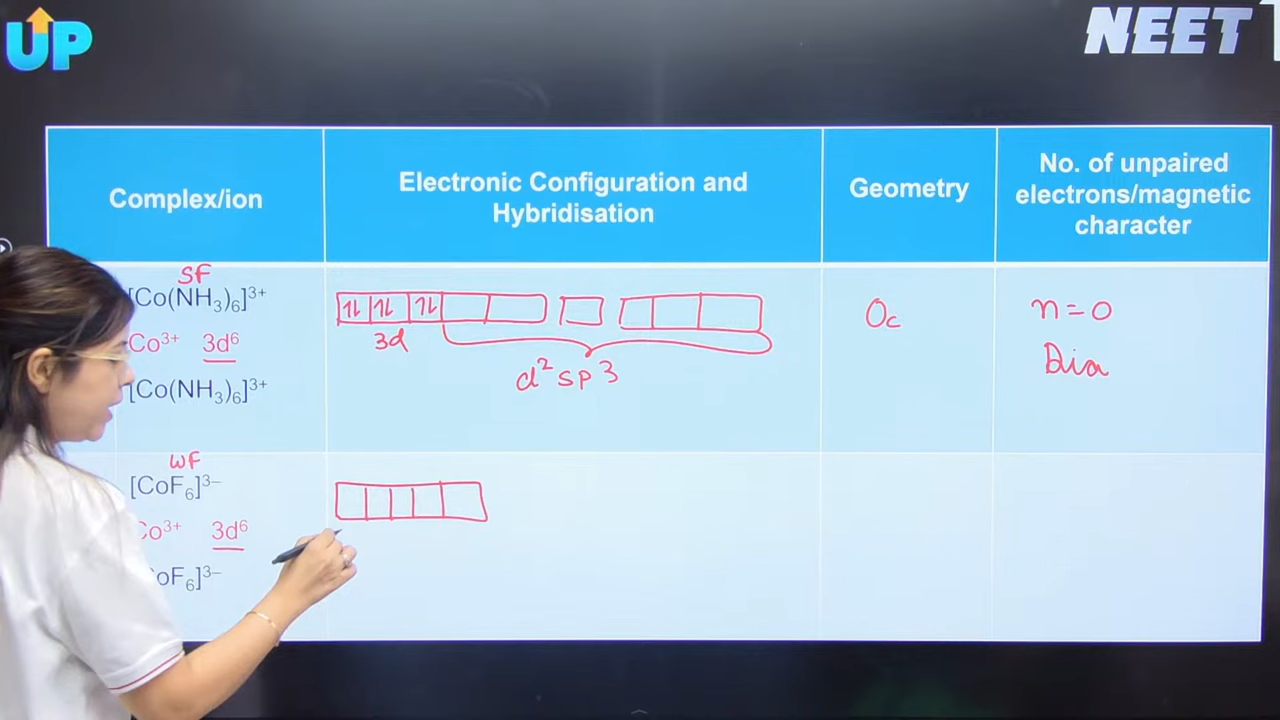 UP
NEET
Complex/ion
Electronic Configuration and
Hybridisation
Geometry
No. of unpaired
electrons/magnetic
character
SF
[Co(NH₃)₆]³⁺
Co³⁺ 3d⁶
[Co(NH₃)₆]³⁺
1L 1L 1L
3d
d²sp3
Oc
n=0
Dia
WF
[CoF₆]³⁻
Co³⁺ 3d⁶
oF₆]³⁻